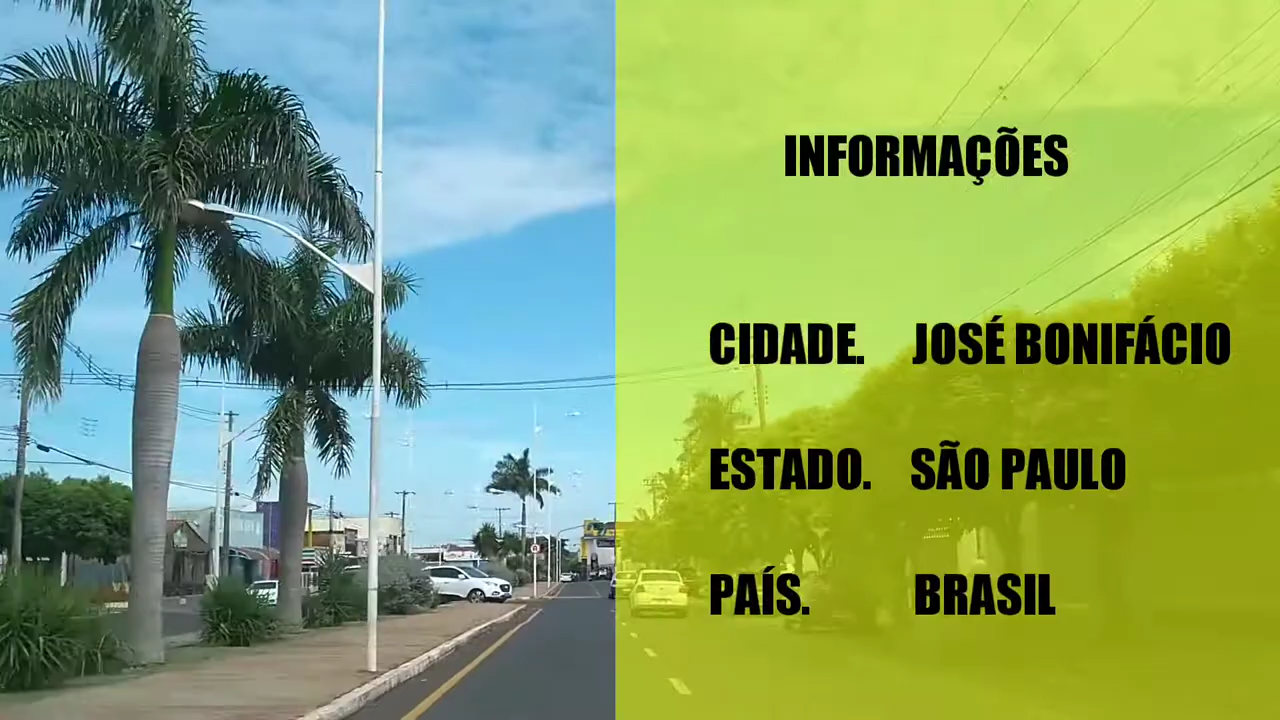 INFORMAÇÕES
CIDADE. JOSÉ BONIFÁCIO
ESTADO. SÃO PAULO
PAÍS. BRASIL